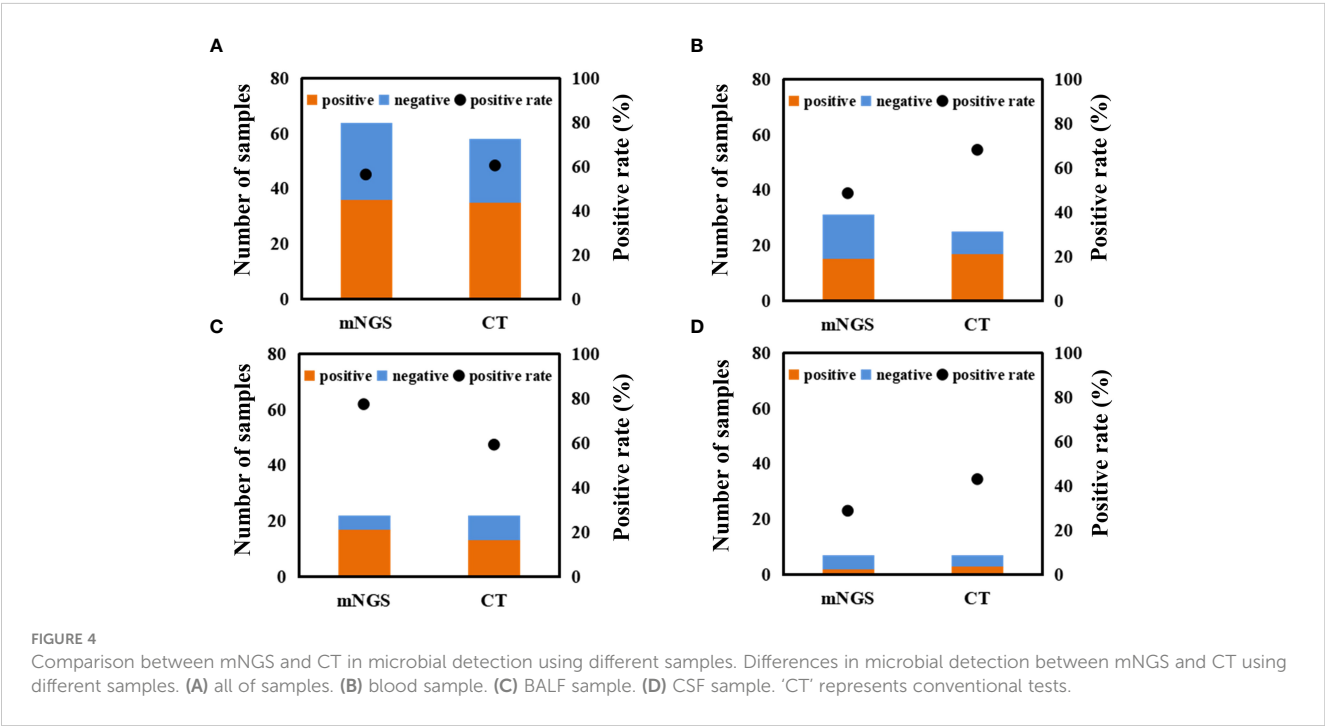 A
Number of samples
80
60
40
20
0
positive negative positive rate
100
80
60
40
20
0
Positive rate (%)
mNGS CT
B
Number of samples
80
60
40
20
0
positive negative positive rate
100
80
60
40
20
0
Positive rate (%)
mNGS CT
C
Number of samples
80
60
40
20
0
positive negative positive rate
100
80
60
40
20
0
Positive rate (%)
mNGS CT
D
Number of samples
80
60
40
20
0
positive negative positive rate
100
80
60
40
20
0
Positive rate (%)
mNGS CT
FIGURE 4
Comparison between mNGS and CT in microbial detection using different samples. Differences in microbial detection between mNGS and CT using
different samples. (A) all of samples. (B) blood sample. (C) BALF sample. (D) CSF sample. ‘CT’ represents conventional tests.